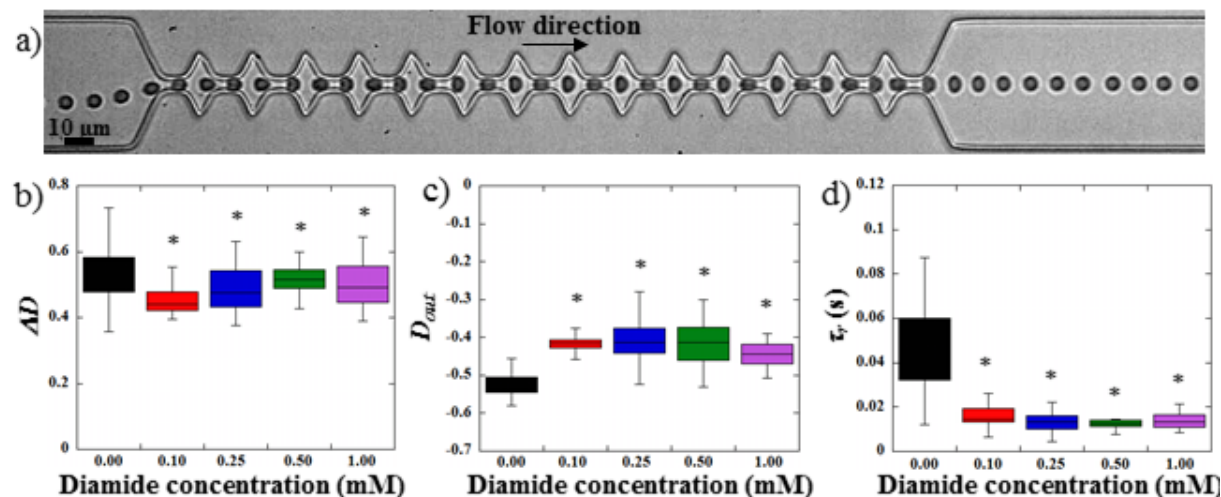 a)
Flow direction
10 μm
b)
0.8
0.6
0.4
0.2
0
ΔD
*
*
*
*
0.00 0.10 0.25 0.50 1.00
Diamide concentration (mM)
c)
0
-0.1
-0.2
-0.3
-0.4
-0.5
-0.6
-0.7
D_out
*
*
*
*
0.00 0.10 0.25 0.50 1.00
Diamide concentration (mM)
d)
0.12
0.1
0.08
0.06
0.04
0.02
0
τ_r (s)
*
*
*
*
0.00 0.10 0.25 0.50 1.00
Diamide concentration (mM)